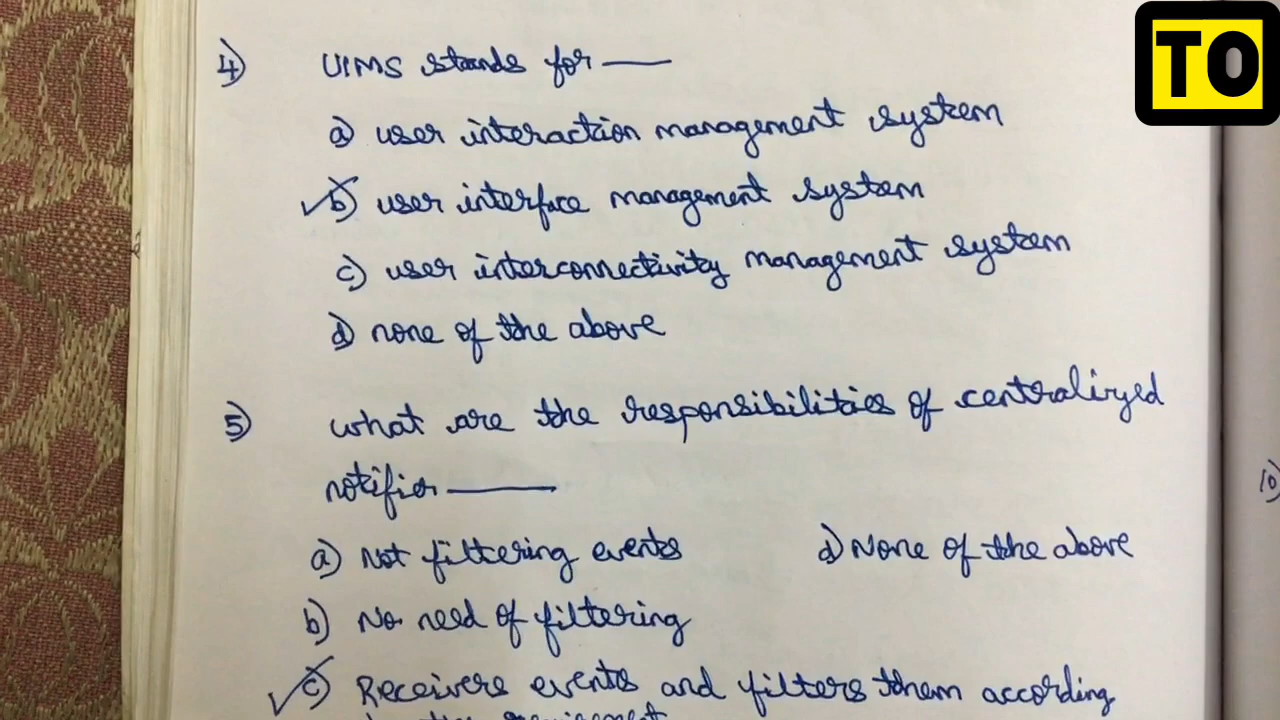 TO
4) UIMS stands for ——
a) user interaction management system
b) user interface management system
c) user interconnectivity management system
d) none of the above
5) what are the responsibilities of centralized
notifier ——
a) Not filtering events
d) None of the above
b) No need of filtering
c) Receivers events and filters them according
10)